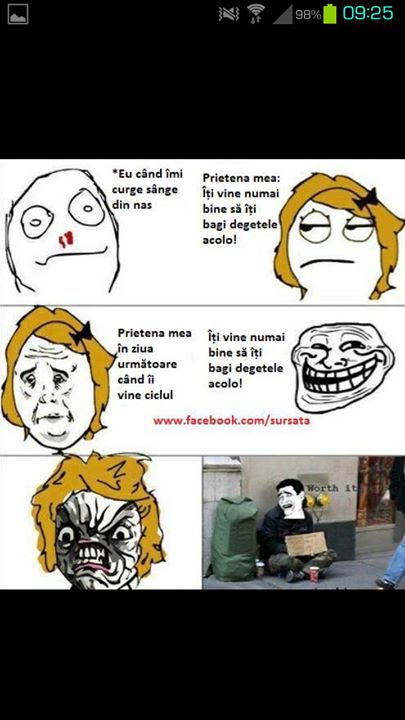 98% 09:25
*Eu când îmi
curge sânge
din nas
Prietena mea:
Îți vine numai
bine să îți
bagi degetele
acolo!
Prietena mea
în ziua
următoare
când îi
vine ciclul
Îți vine numai
bine să îți
bagi degetele
acolo!
www.facebook.com/sursata
Worth it